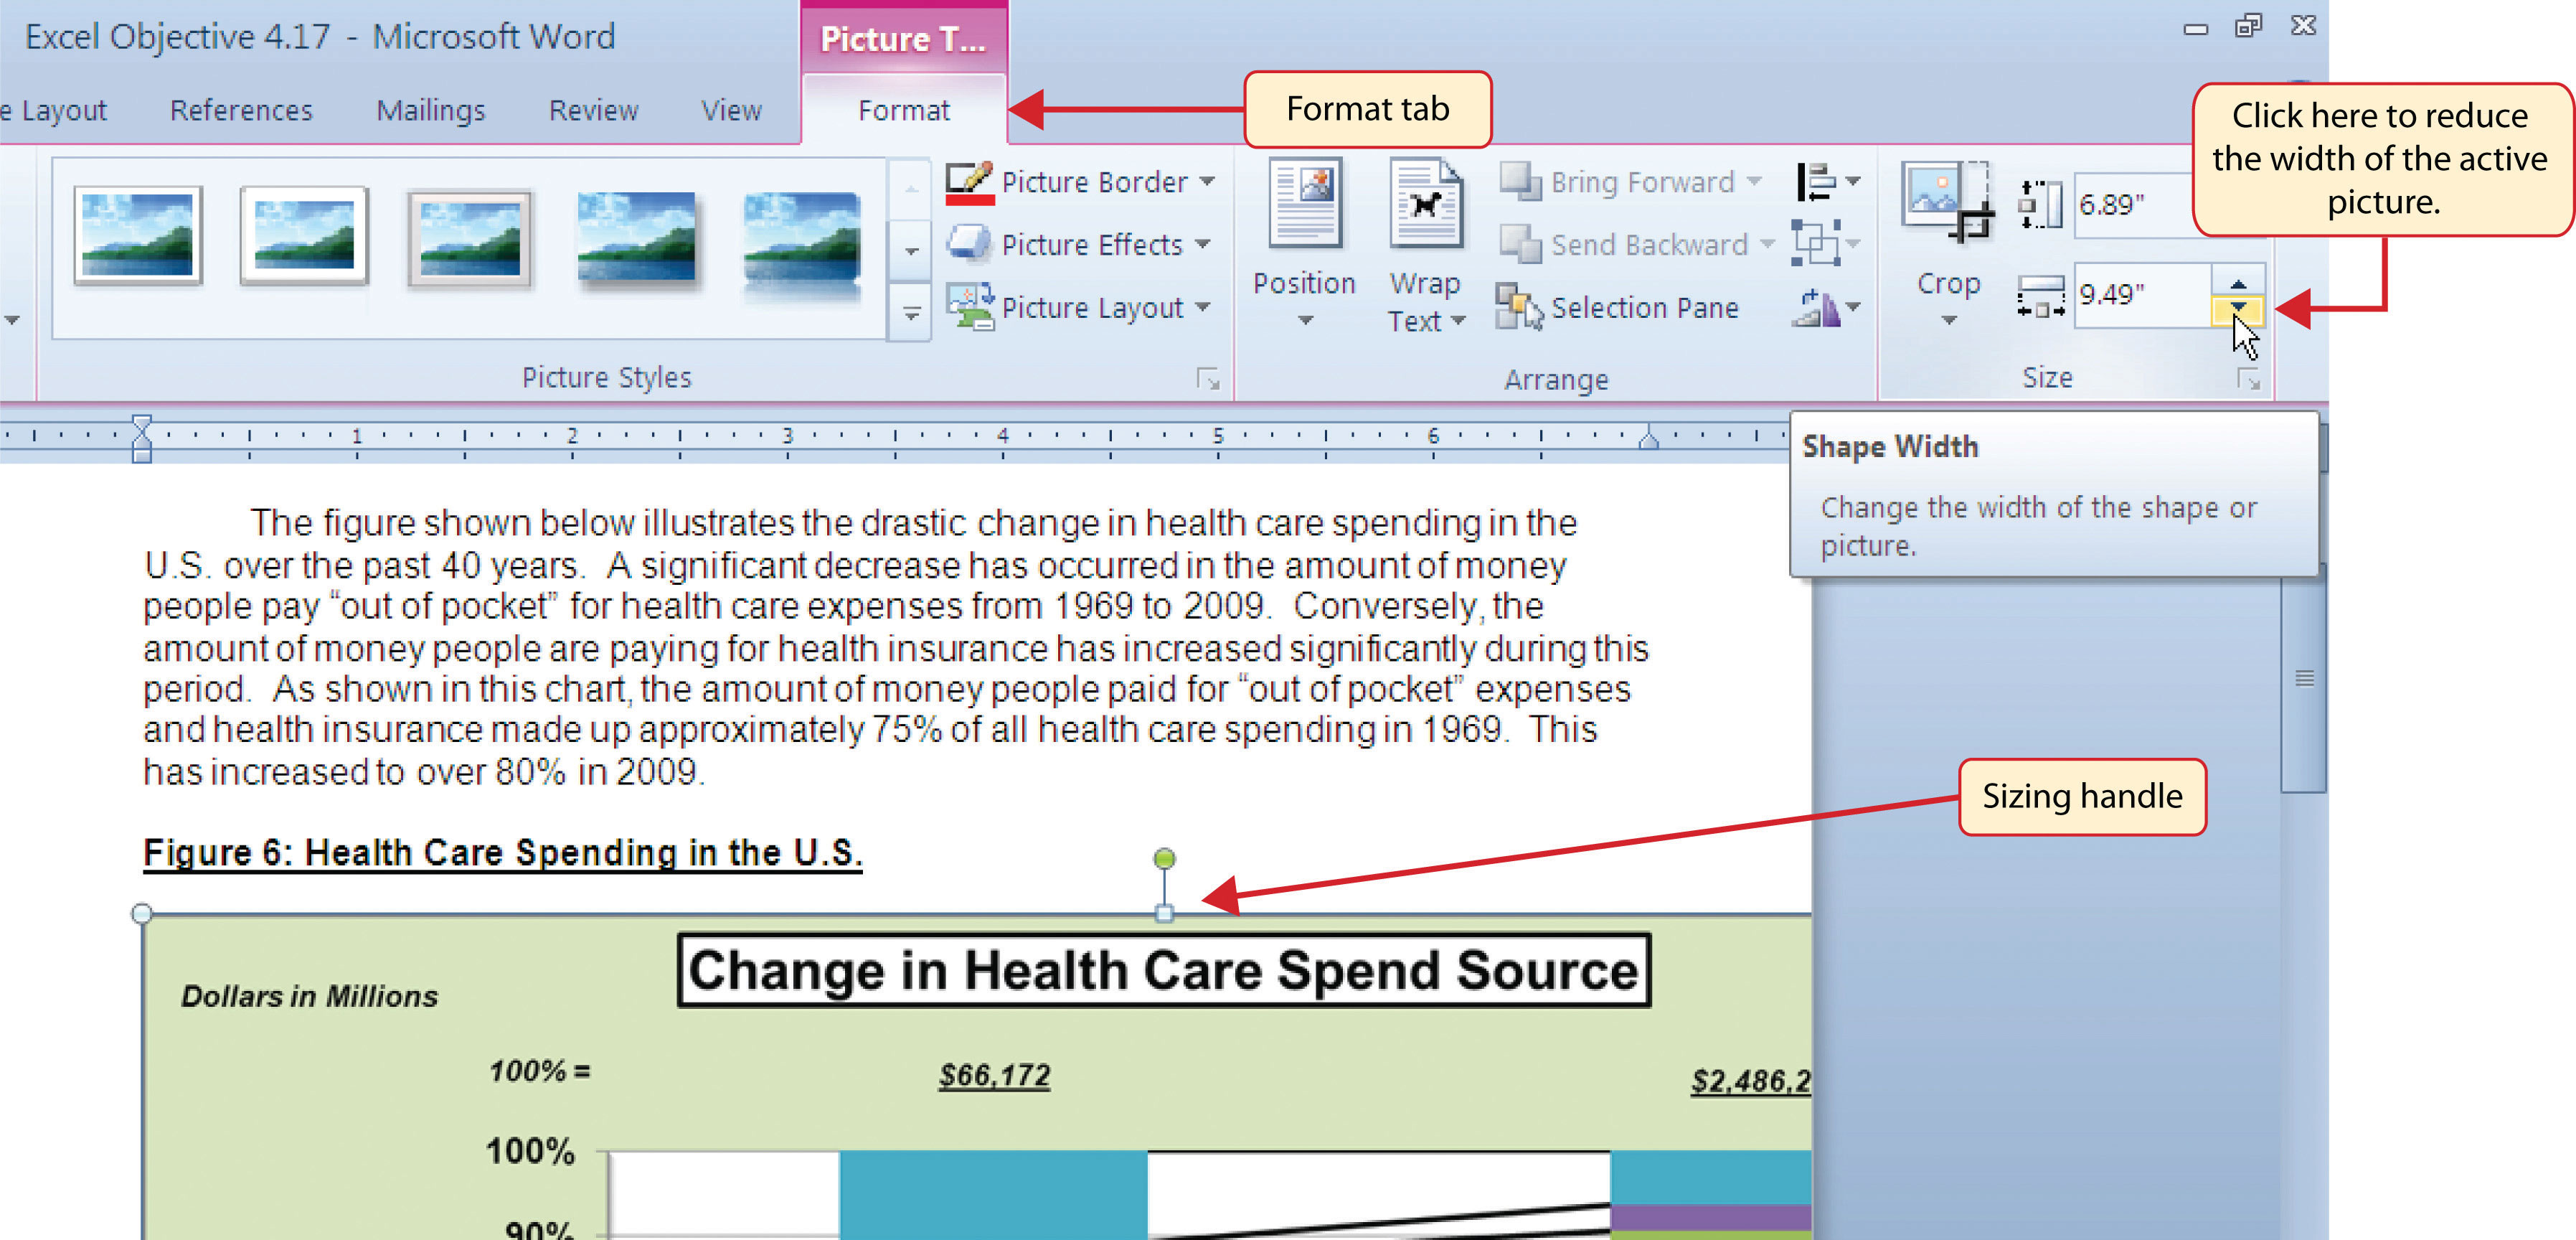 Excel Objective 4.17 - Microsoft Word
Picture T...
e Layout
References
Mailings
Review
View
Format
Format tab
Click here to reduce
the width of the active
picture.
Picture Border
Picture Effects
Picture Layout
Picture Styles
Position
Wrap
Text
Bring Forward
Send Backward
Selection Pane
Arrange
Crop
6.89"
9.49"
Size
1 2 3 4 5 6
Shape Width
Change the width of the shape or
picture.
The figure shown below illustrates the drastic change in health care spending in the
U.S. over the past 40 years. A significant decrease has occurred in the amount of money
people pay “out of pocket” for health care expenses from 1969 to 2009. Conversely, the
amount of money people are paying for health insurance has increased significantly during this
period. As shown in this chart, the amount of money people paid for “out of pocket” expenses
and health insurance made up approximately 75% of all health care spending in 1969. This
has increased to over 80% in 2009.
Sizing handle
Figure 6: Health Care Spending in the U.S.
Change in Health Care Spend Source
Dollars in Millions
100% =
$66,172
$2,486,2
100%
90%